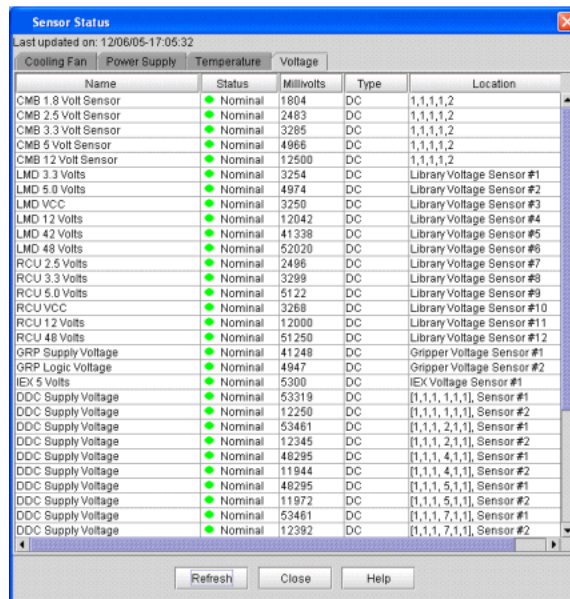 Sensor Status
Last updated on: 12/06/05-17:05:32
Cooling Fan Power Supply Temperature Voltage
Name Status Millivolts Type Location
CMB 1.8 Volt Sensor Nominal 1804 DC 1,1,1,1,2
CMB 2.5 Volt Sensor Nominal 2483 DC 1,1,1,1,2
CMB 3.3 Volt Sensor Nominal 3285 DC 1,1,1,1,2
CMB 5 Volt Sensor Nominal 4966 DC 1,1,1,1,2
CMB 12 Volt Sensor Nominal 12500 DC 1,1,1,1,2
LMD 3.3 Volts Nominal 3254 DC Library Voltage Sensor #1
LMD 5.0 Volts Nominal 4974 DC Library Voltage Sensor #2
LMD VCC Nominal 3250 DC Library Voltage Sensor #3
LMD 12 Volts Nominal 12042 DC Library Voltage Sensor #4
LMD 42 Volts Nominal 41338 DC Library Voltage Sensor #5
LMD 48 Volts Nominal 52020 DC Library Voltage Sensor #6
RCU 2.5 Volts Nominal 2496 DC Library Voltage Sensor #7
RCU 3.3 Volts Nominal 3299 DC Library Voltage Sensor #8
RCU 5.0 Volts Nominal 5122 DC Library Voltage Sensor #9
RCU VCC Nominal 3268 DC Library Voltage Sensor #10
RCU 12 Volts Nominal 12000 DC Library Voltage Sensor #11
RCU 48 Volts Nominal 51250 DC Library Voltage Sensor #12
GRP Supply Voltage Nominal 41248 DC Gripper Voltage Sensor #1
GRP Logic Voltage Nominal 4947 DC Gripper Voltage Sensor #2
IEX 5 Volts Nominal 5300 DC IEX Voltage Sensor #1
DDC Supply Voltage Nominal 53319 DC [1,1,1, 1,1,1], Sensor #1
DDC Supply Voltage Nominal 12250 DC [1,1,1, 1,1,1], Sensor #2
DDC Supply Voltage Nominal 53461 DC [1,1,1, 2,1,1], Sensor #1
DDC Supply Voltage Nominal 12345 DC [1,1,1, 2,1,1], Sensor #2
DDC Supply Voltage Nominal 48295 DC [1,1,1, 4,1,1], Sensor #1
DDC Supply Voltage Nominal 11944 DC [1,1,1, 4,1,1], Sensor #2
DDC Supply Voltage Nominal 48295 DC [1,1,1, 5,1,1], Sensor #1
DDC Supply Voltage Nominal 11972 DC [1,1,1, 5,1,1], Sensor #2
DDC Supply Voltage Nominal 53461 DC [1,1,1, 7,1,1], Sensor #1
DDC Supply Voltage Nominal 12392 DC [1,1,1, 7,1,1], Sensor #2
Refresh Close Help